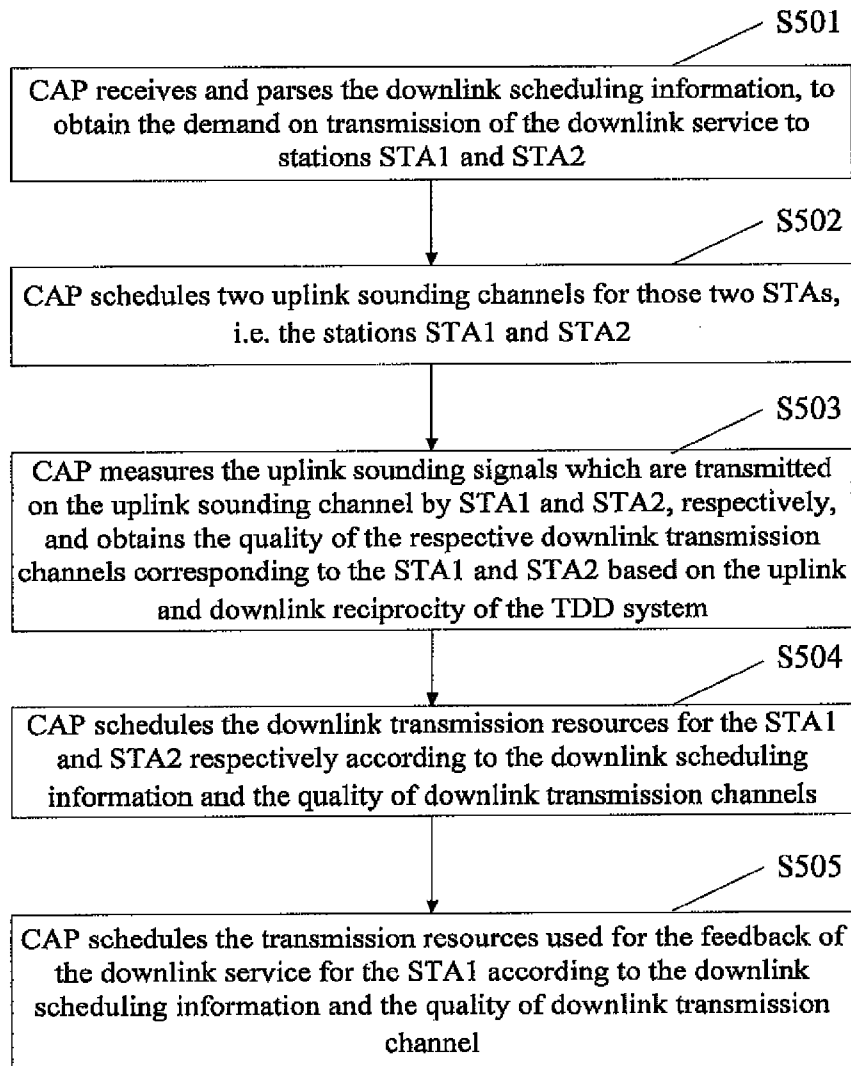 S501
CAP receives and parses the downlink scheduling information, to
obtain the demand on transmission of the downlink service to
stations STA1 and STA2
S502
CAP schedules two uplink sounding channels for those two STAs,
i.e. the stations STA1 and STA2
S503
CAP measures the uplink sounding signals which are transmitted
on the uplink sounding channel by STA1 and STA2, respectively,
and obtains the quality of the respective downlink transmission
channels corresponding to the STA1 and STA2 based on the uplink
and downlink reciprocity of the TDD system
S504
CAP schedules the downlink transmission resources for the STA1
and STA2 respectively according to the downlink scheduling
information and the quality of downlink transmission channels
S505
CAP schedules the transmission resources used for the feedback of
the downlink service for the STA1 according to the downlink
scheduling information and the quality of downlink transmission
channel